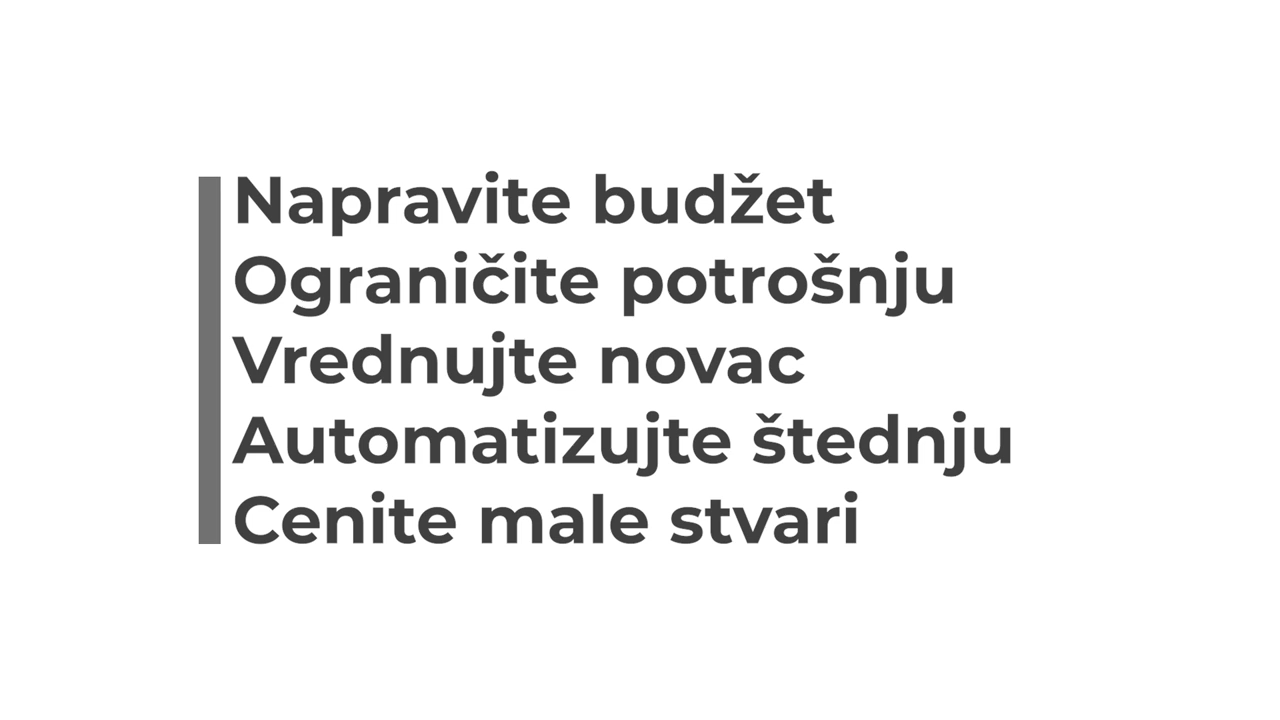 Napravite budžet
Ograničite potrošnju
Vrednujte novac
Automatizujte štednju
Cenite male stvari